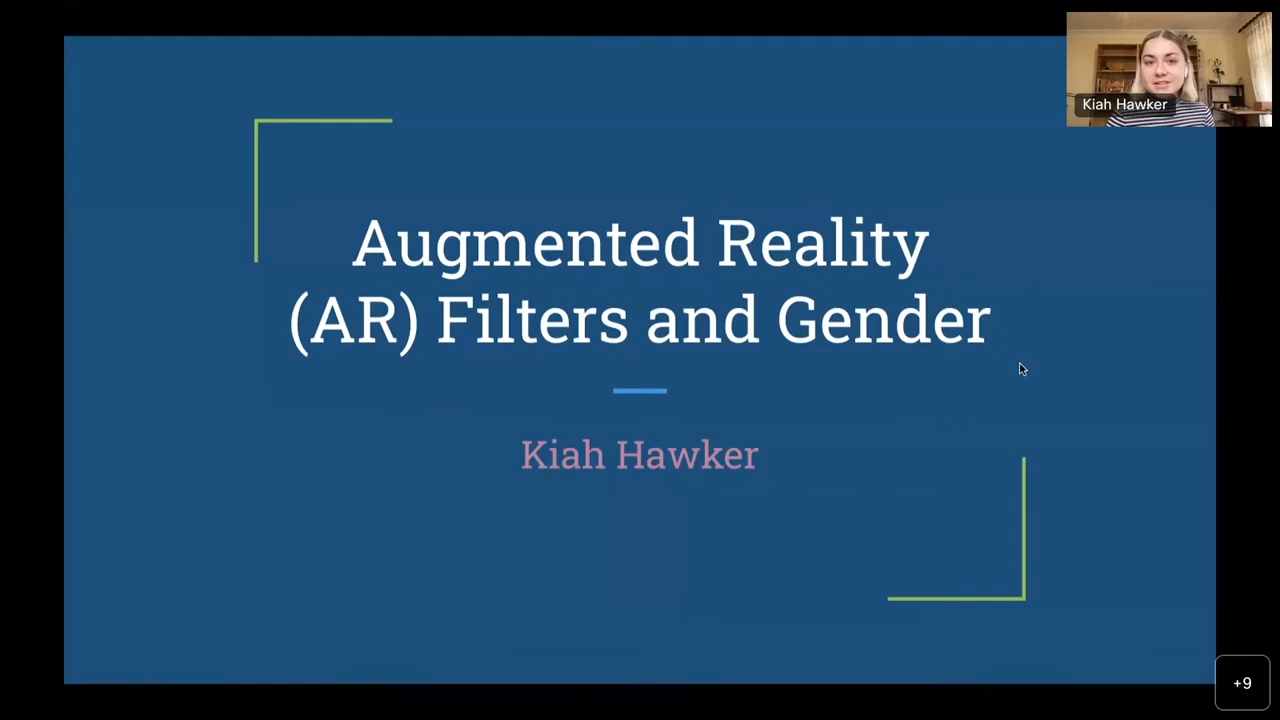 Kiah Hawker
Augmented Reality
(AR) Filters and Gender
Kiah Hawker
+9